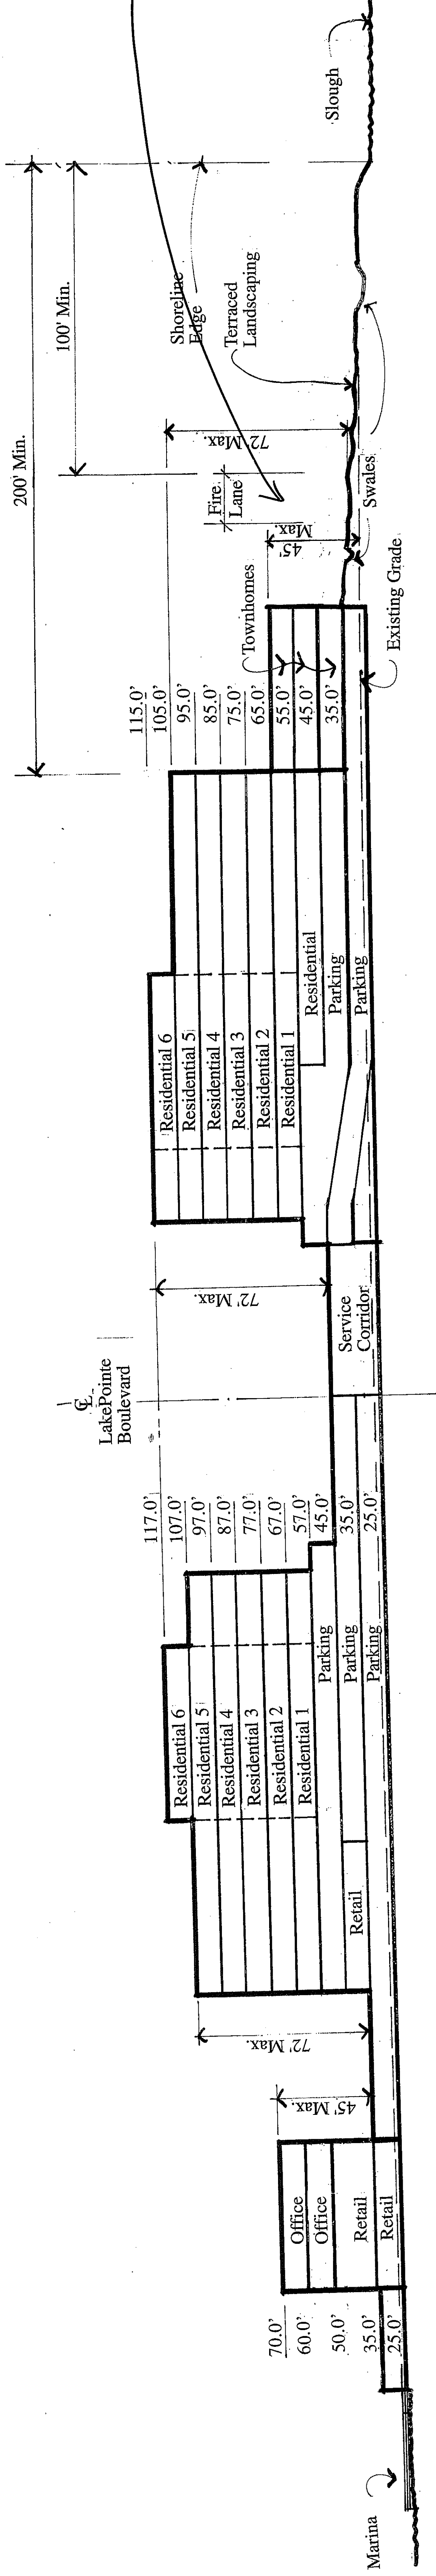 Marina
70.0'
60.0'
50.0'
35.0'
25.0'
Office
Office
Retail
Retail
45' Max.
72' Max.
Residential 6
Residential 5
Residential 4
Residential 3
Residential 2
Residential 1
Parking
Retail
Parking
Parking
117.0'
107.0'
97.0'
87.0'
77.0'
67.0'
57.0'
45.0'
35.0'
25.0'
CL
LakePointe
Boulevard
Service
Corridor
72' Max.
Residential 6
Residential 5
Residential 4
Residential 3
Residential 2
Residential 1
Residential
Parking
Parking
115.0'
105.0'
95.0'
85.0'
75.0'
65.0'
55.0'
45.0'
35.0'
Townhomes
Existing Grade
45'
Max.
Fire
Lane
Swales
72' Max.
Terraced
Landscaping
Shoreline
Edge
200' Min.
100' Min.
Slough